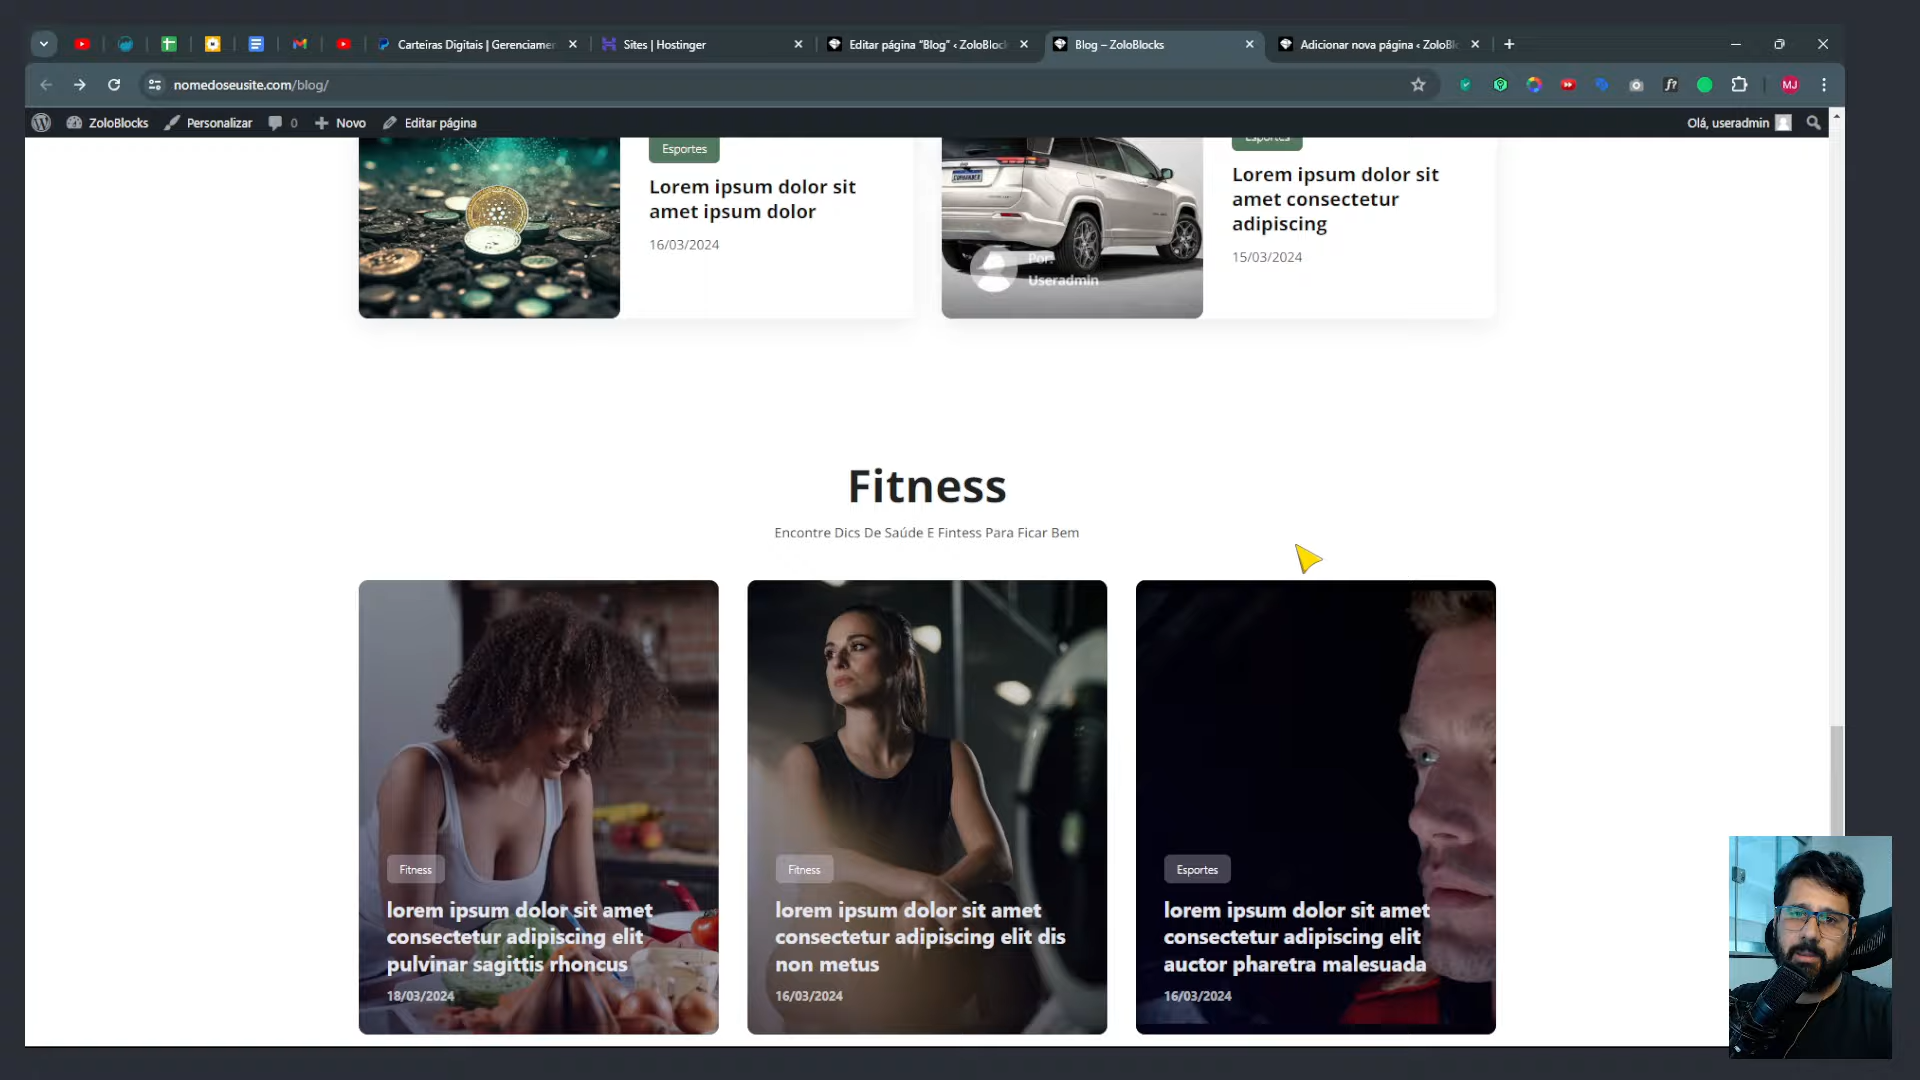 Carteiras Digitais | Gerenciamer
Sites | Hostinger
Editar página "Blog" ‹ ZoloBlock
Blog – ZoloBlocks
Adicionar nova página ‹ ZoloBl
nomedoseusite.com/blog/
MJ
ZoloBlocks
Personalizar
0
Novo
Editar página
Olá, useradmin
Esportes
Lorem ipsum dolor sit
amet ipsum dolor
16/03/2024
Por:
Useradmin
Esportes
Lorem ipsum dolor sit
amet consectetur
adipiscing
15/03/2024
Fitness
Encontre Dics De Saúde E Fintess Para Ficar Bem
Fitness
lorem ipsum dolor sit amet
consectetur adipiscing elit
pulvinar sagittis rhoncus
18/03/2024
Fitness
lorem ipsum dolor sit amet
consectetur adipiscing elit dis
non metus
16/03/2024
Esportes
lorem ipsum dolor sit amet
consectetur adipiscing elit
auctor pharetra malesuada
16/03/2024